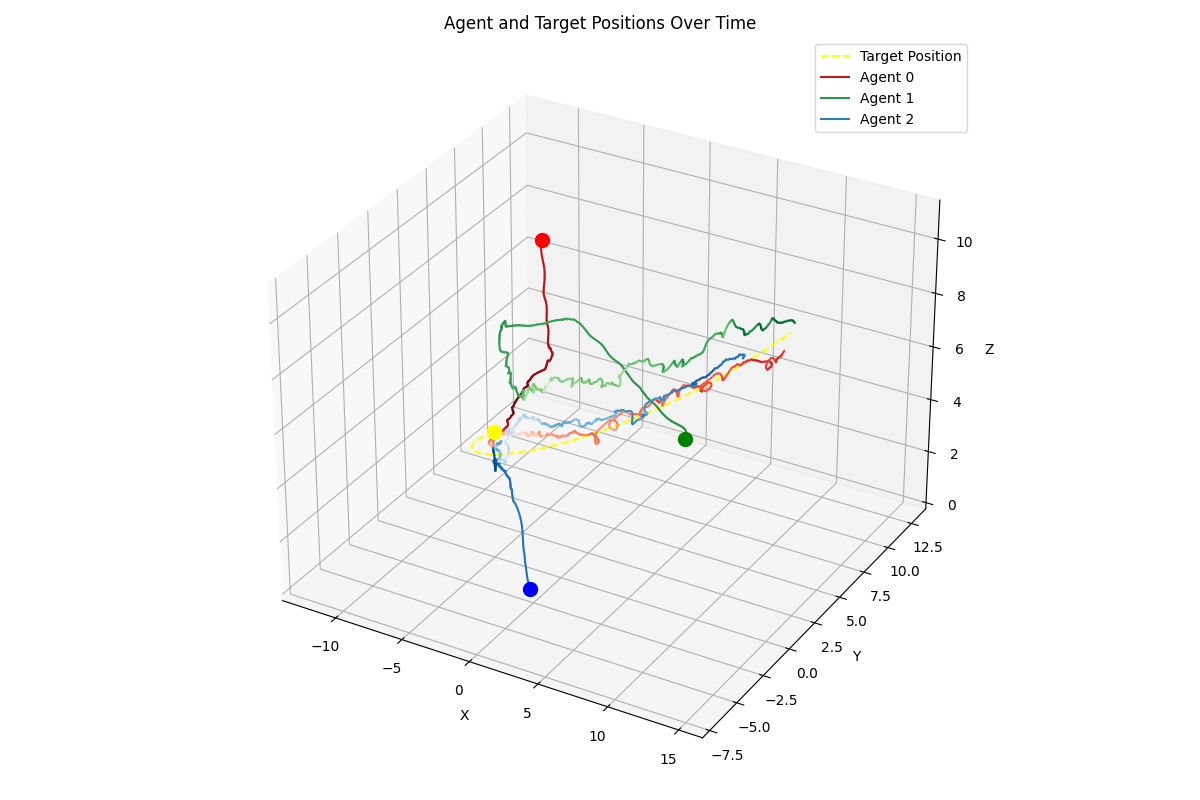 Agent and Target Positions Over Time
Target Position
Agent 0
Agent 1
Agent 2
10
8
6
Z
4
2
0
12.5
10.0
7.5
5.0
2.5
Y
0.0
−2.5
−5.0
−7.5
−10
−5
0
X
5
10
15